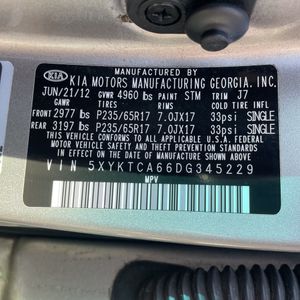 MANUFACTURED BY
KIA KIA MOTORS MANUFACTURING GEORGIA, INC.
JUN/21/12 GVWR 4960 lbs PAINT STM TRIM J7
GAWR TIRES RIMS COLD TIRE INFL
FRONT 2977 lbs P235/65R17 7.0JX17 33psi SINGLE
REAR 3197 lbs P235/65R17 7.0JX17 33psi SINGLE
THIS VEHICLE CONFORMS TO ALL APPLICABLE U.S.A. FEDERAL
MOTOR VEHICLE SAFETY AND THEFT PREVENTION STANDARDS
IN EFFECT ON THE DATE OF MANUFACTURE SHOWN ABOVE.
VIN 5XYKTCA66DG345229
MPV